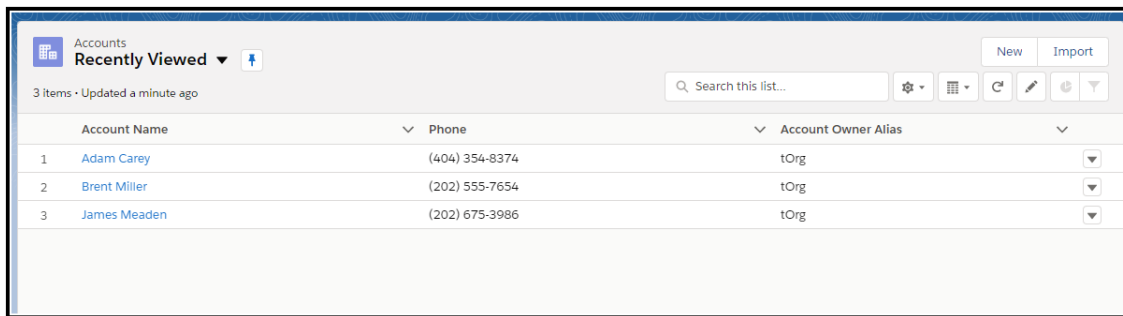 Accounts
Recently Viewed
New Import
3 items • Updated a minute ago
Search this list...
Account Name Phone Account Owner Alias
1 Adam Carey (404) 354-8374 tOrg
2 Brent Miller (202) 555-7654 tOrg
3 James Meaden (202) 675-3986 tOrg